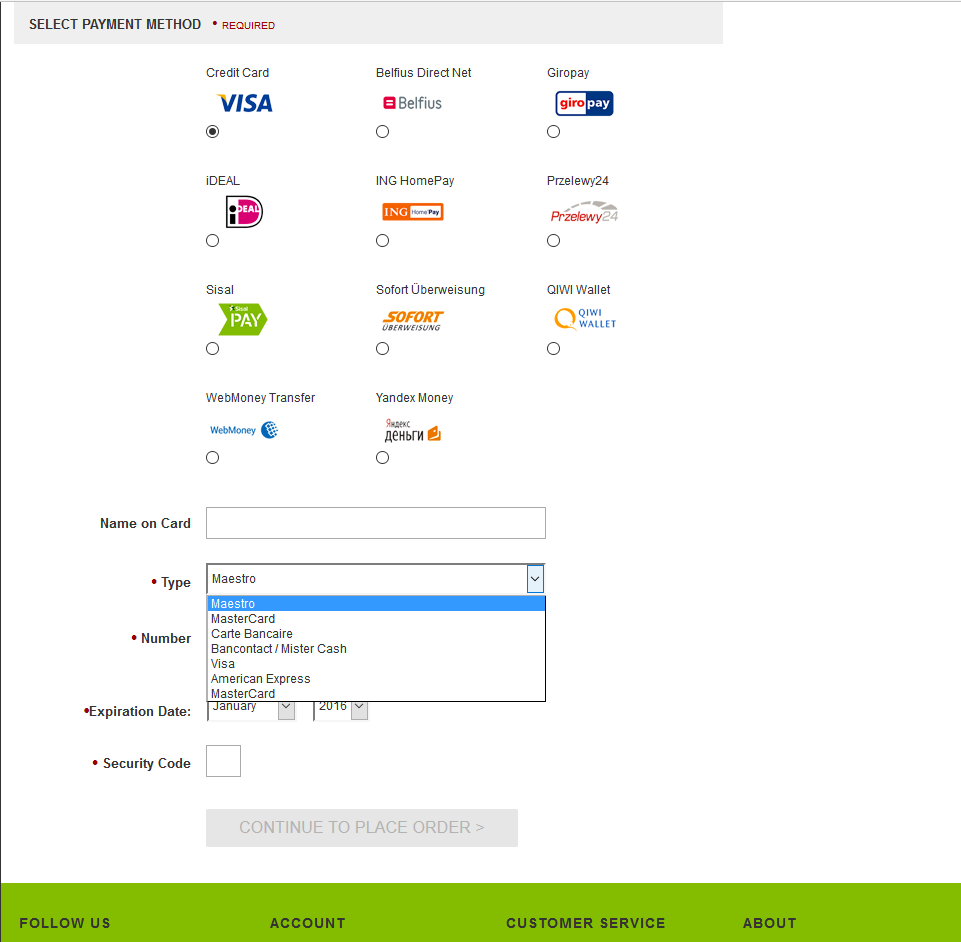 SELECT PAYMENT METHOD • REQUIRED
Credit Card
Belfius Direct Net
Giropay
VISA
Belfius
giropay
iDEAL
ING HomePay
Przelewy24
iDEAL
ING Home'Pay
Przelewy24
Sisal
Sofort Überweisung
QIWI Wallet
Sisal
PAY
SOFORT
ÜBERWEISUNG
QIWI
WALLET
WebMoney Transfer
Yandex Money
WebMoney
Яндекс
деньги
Name on Card
• Type
Maestro
Maestro
MasterCard
Carte Bancaire
• Number
Bancontact / Mister Cash
Visa
American Express
MasterCard
•Expiration Date:
January
2016
• Security Code
CONTINUE TO PLACE ORDER >
FOLLOW US
ACCOUNT
CUSTOMER SERVICE
ABOUT